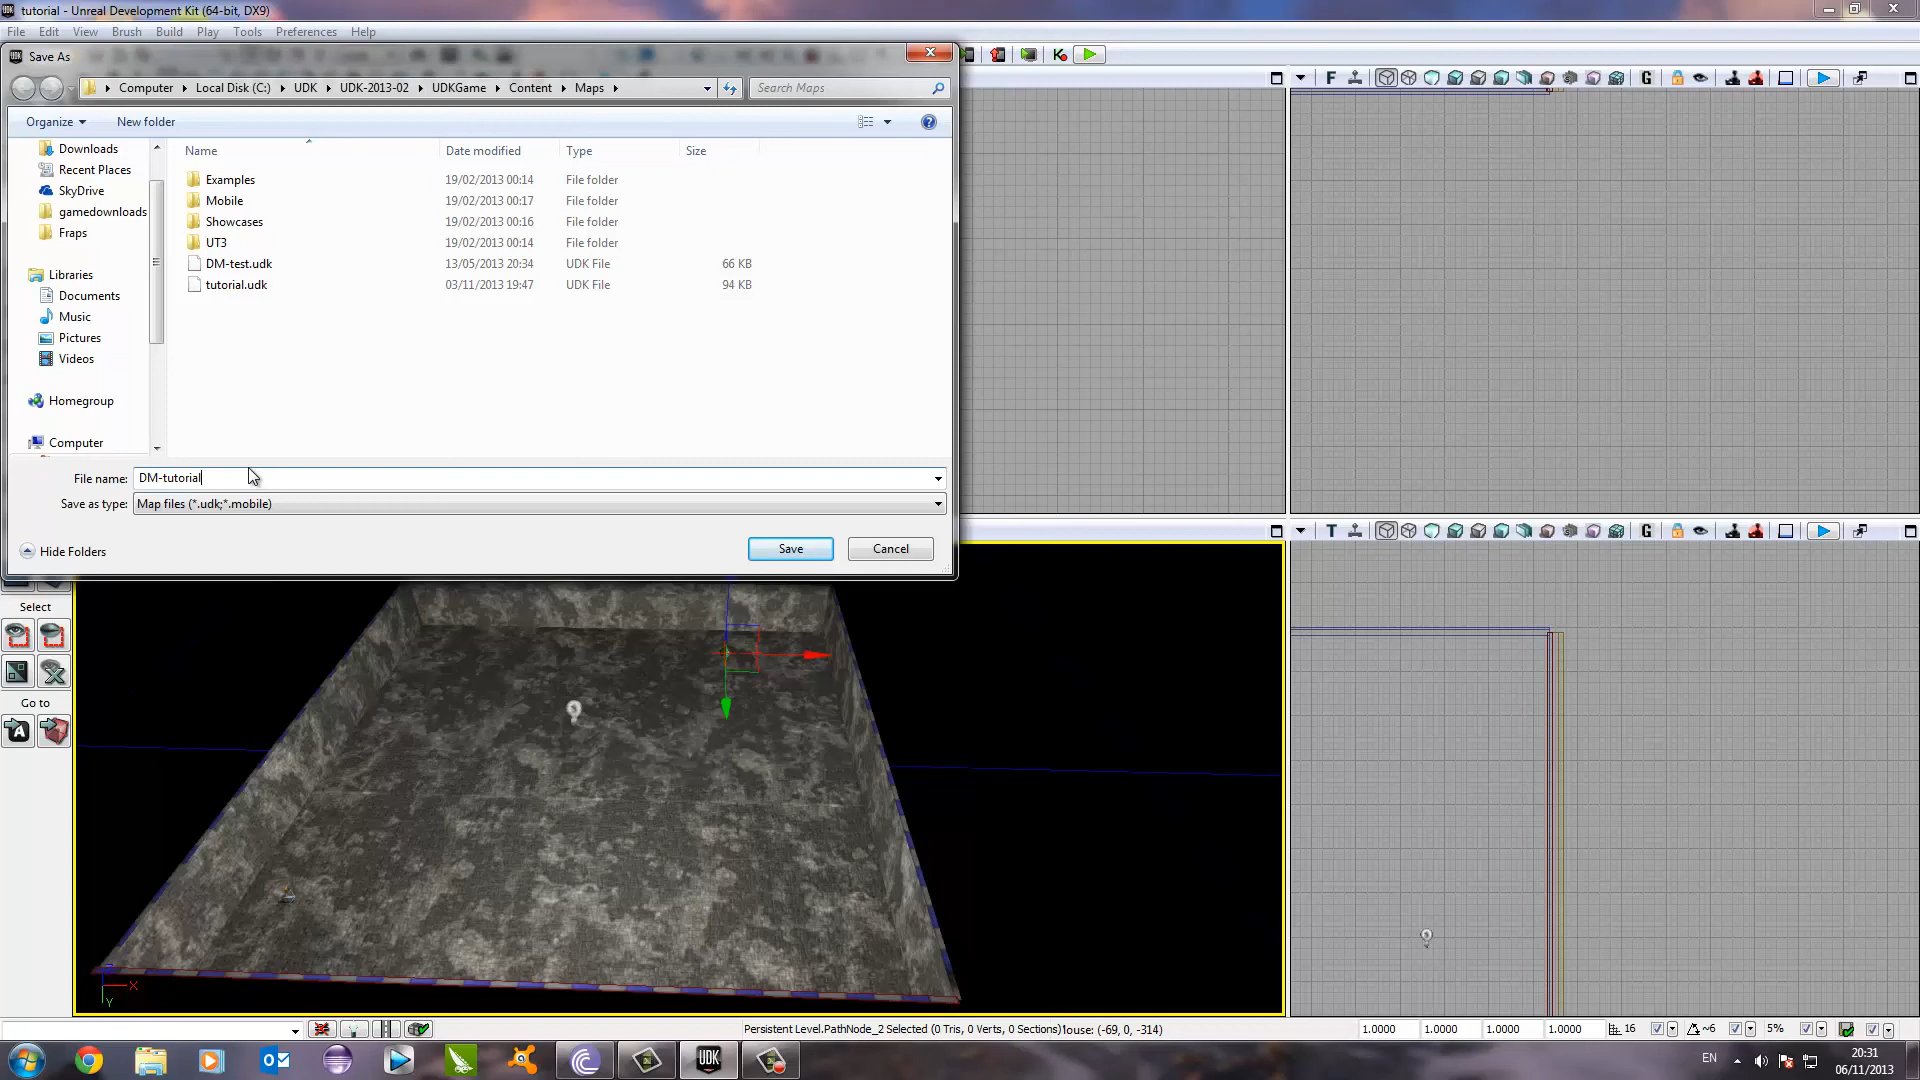 tutorial - Unreal Development Kit (64-bit, DX9)
File Edit View Brush Build Play Tools Preferences Help
Save As
Computer Local Disk (C:) UDK UDK-2013-02 UDKGame Content Maps
Search Maps
Organize New folder
Name Date modified Type Size
Downloads
Recent Places
SkyDrive
gamedownloads
Fraps
Libraries
Documents
Music
Pictures
Videos
Homegroup
Computer
Examples 19/02/2013 00:14 File folder
Mobile 19/02/2013 00:17 File folder
Showcases 19/02/2013 00:16 File folder
UT3 19/02/2013 00:14 File folder
DM-test.udk 13/05/2013 20:34 UDK File 66 KB
tutorial.udk 03/11/2013 19:47 UDK File 94 KB
File name: DM-tutorial
Save as type: Map files (*.udk;*.mobile)
Hide Folders
Save Cancel
F G
T G
Select
Go to
A
X
Y
Persistent Level.PathNode_2 Selected (0 Tris, 0 Verts, 0 Sections) Mouse: (-69, 0, -314)
1.0000 1.0000 1.0000 1.0000 16 ~6 5%
UDK
EN
20:31
06/11/2013